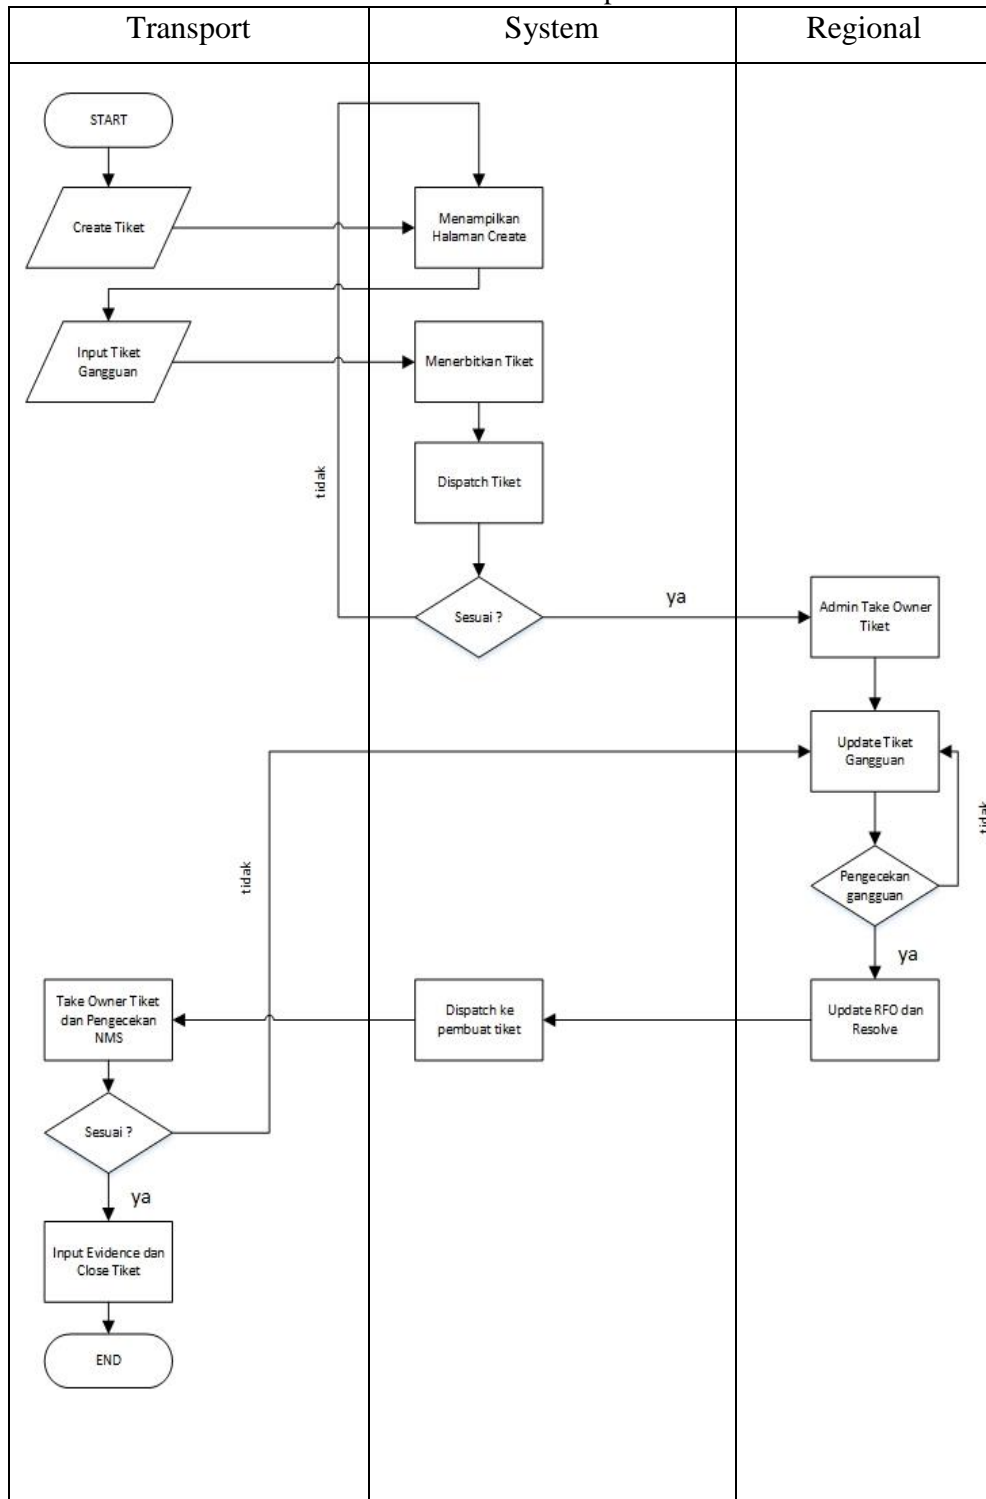 Transport
System
Regional
START
Create Tiket
Menampilkan
Halaman Create
Input Tiket
Gangguan
Menerbitkan Tiket
Dispatch Tiket
tidak
Sesuai ?
ya
Admin Take Owner
Tiket
Update Tiket
Gangguan
tidak
Pengecekan
gangguan
tidak
ya
Take Owner Tiket
dan Pengecekan
NMS
Dispatch ke
pembuat tiket
Update RFO dan
Resolve
Sesuai ?
ya
Input Evidence dan
Close Tiket
END